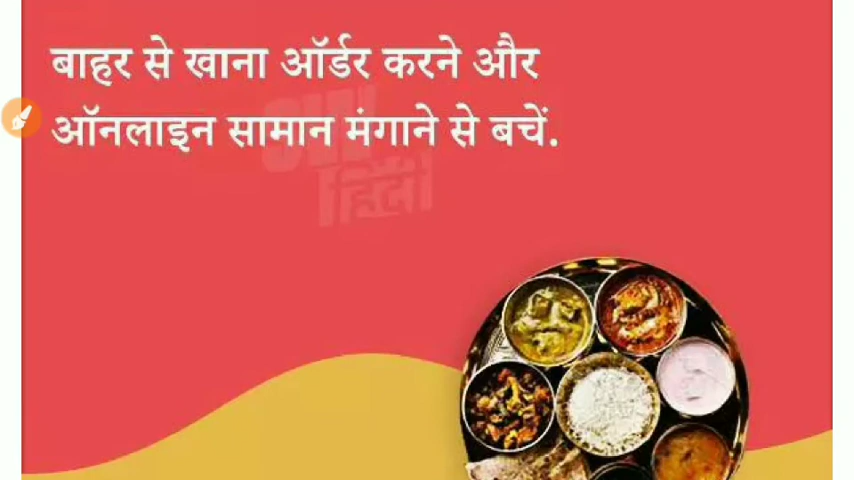 बाहर से खाना ऑर्डर करने और
ऑनलाइन सामान मंगाने से बचें.
हिंदी